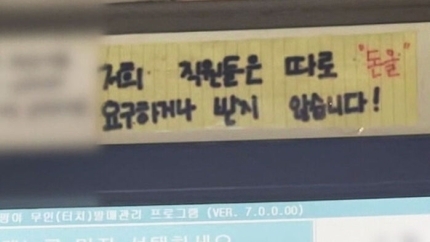 저희 직원들은 따로 "돈을"
요구하거나 받지 않습니다!
무인(터치)발매관리 프로그램 (VER. 7.0.0.00)